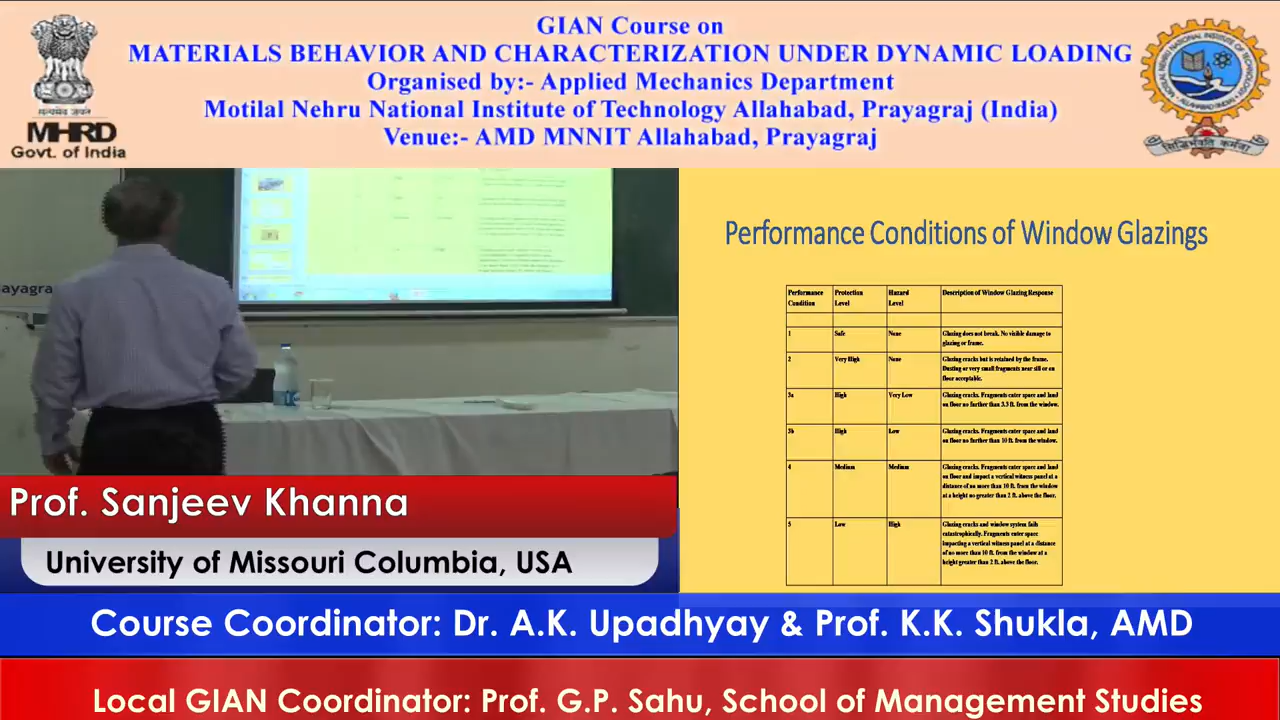 GIAN Course on
MATERIALS BEHAVIOR AND CHARACTERIZATION UNDER DYNAMIC LOADING
Organised by:- Applied Mechanics Department
Motilal Nehru National Institute of Technology Allahabad, Prayagraj (India)
Venue:- AMD MNNIT Allahabad, Prayagraj
सत्यमेव जयते
MHRD
Govt. of India
ayagra
Performance Conditions of Window Glazings
Performance Condition Protection Level Hazard Level Description of Window Glazing Response
1 Safe None Glazing does not break. No visible damage to
glazing or frame.
2 Very High None Glazing cracks but is retained by the frame.
Dusting or very small fragments near sill or on
floor acceptable.
3a High Very Low Glazing cracks. Fragments enter space and land
on floor no further than 3.3 ft. from the window.
3b High Low Glazing cracks. Fragments enter space and land
on floor no further than 10 ft. from the window.
4 Medium Medium Glazing cracks. Fragments enter space and land
on floor and impact a vertical witness panel at a
distance of no more than 10 ft. from the window
at a height no greater than 2 ft. above the floor.
5 Low High Glazing cracks and window system fails
catastrophically. Fragments enter space
impacting a vertical witness panel at a distance
of no more than 10 ft. from the window at a
height greater than 2 ft. above the floor.
Prof. Sanjeev Khanna
University of Missouri Columbia, USA
Course Coordinator: Dr. A.K. Upadhyay & Prof. K.K. Shukla, AMD
Local GIAN Coordinator: Prof. G.P. Sahu, School of Management Studies